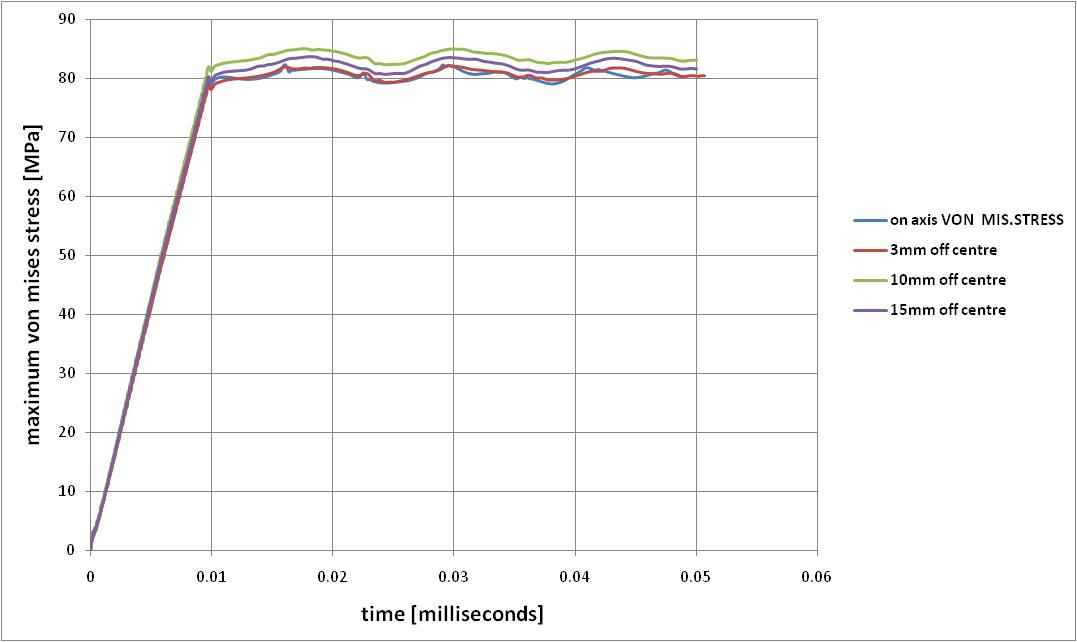 maximum von mises stress [MPa]
90
80
70
60
50
40
30
20
10
0
0 0.01 0.02 0.03 0.04 0.05 0.06
time [milliseconds]
on axis VON MIS.STRESS
3mm off centre
10mm off centre
15mm off centre